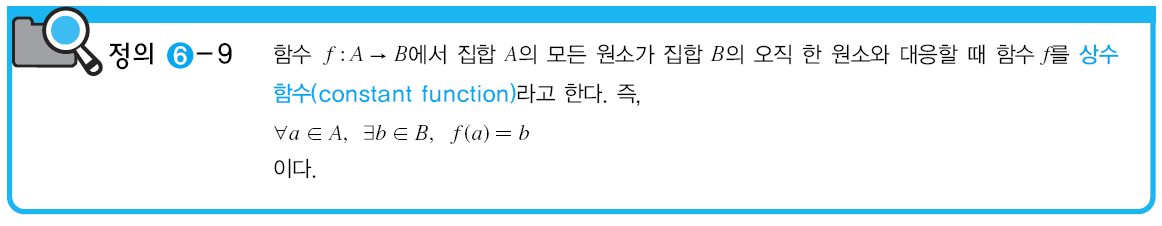 정의 6-9
함수 f : A → B에서 집합 A의 모든 원소가 집합 B의 오직 한 원소와 대응할 때 함수 f를 상수
함수(constant function)라고 한다. 즉,
∀a ∈ A, ∃b ∈ B, f(a) = b
이다.